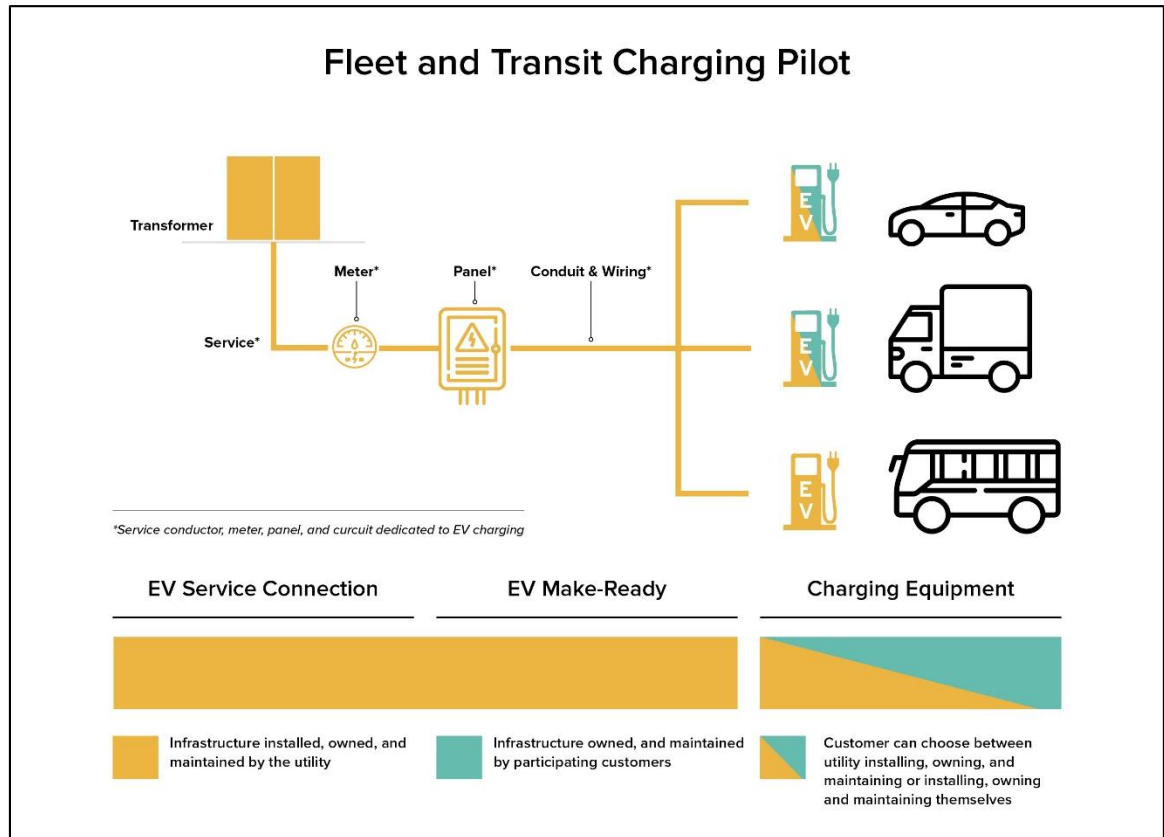 Fleet and Transit Charging Pilot
Transformer
Meter*
Panel*
Conduit & Wiring*
Service*
E
V
E
V
E
V
*Service conductor, meter, panel, and curcuit dedicated to EV charging
EV Service Connection
EV Make-Ready
Charging Equipment
Infrastructure installed, owned, and
maintained by the utility
Infrastructure owned, and maintained
by participating customers
Customer can choose between
utility installing, owning, and
maintaining or installing, owning
and maintaining themselves